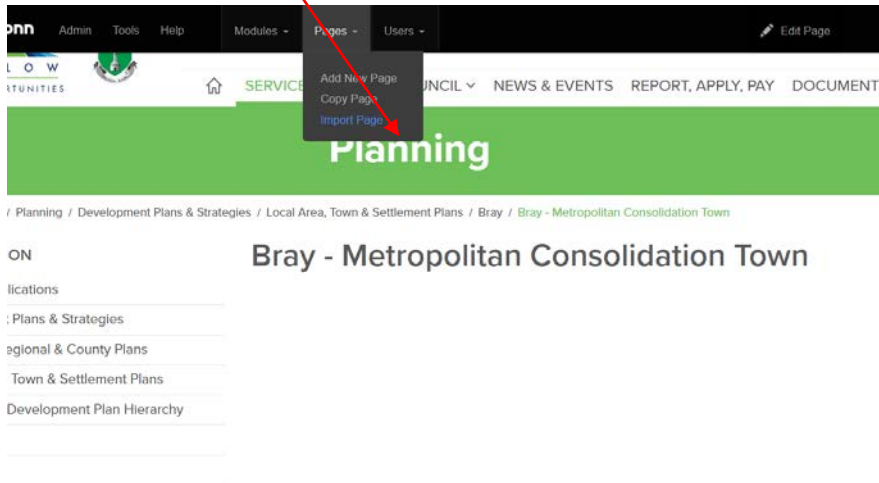 onn Admin Tools Help Modules Pages Users Edit Page
L O W
RTUNITIES
SERVICE UNCIL NEWS & EVENTS REPORT, APPLY, PAY DOCUMENT
Add New Page
Copy Page
Import Page
Planning
/ Planning / Development Plans & Strategies / Local Area, Town & Settlement Plans / Bray / Bray - Metropolitan Consolidation Town
ON
Bray - Metropolitan Consolidation Town
lications
t Plans & Strategies
egional & County Plans
Town & Settlement Plans
Development Plan Hierarchy